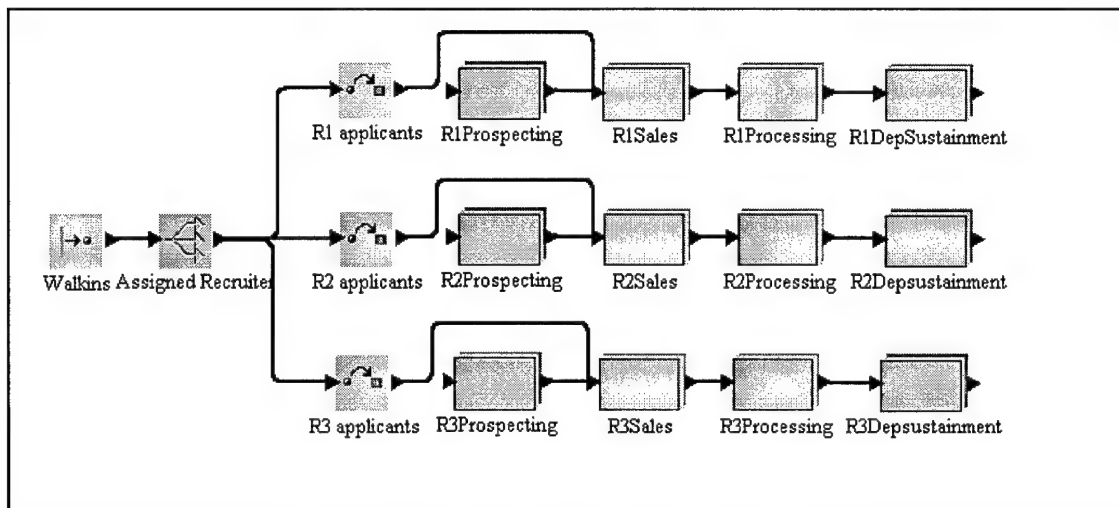 R1 applicants R1Prospecting R1Sales R1Processing R1DepSustainment
Walkins Assigned Recruiter R2 applicants R2Prospecting R2Sales R2Processing R2Depsustainment
R3 applicants R3Prospecting R3Sales R3Processing R3Depsustainment